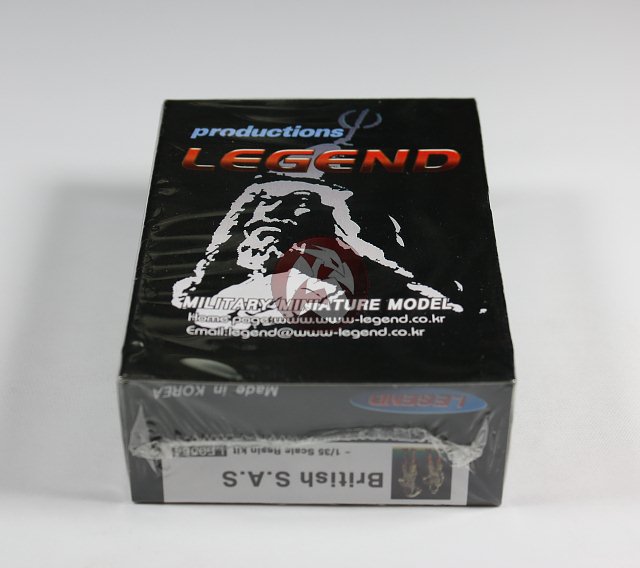 productions
LEGEND
MILITARY MINIATURE MODEL
Home page:www.www-legend.co.kr
Email:legend@www-legend.co.kr
Made in KOREA
LEGEND
British S.A.S
- 1/35 Scale Resin kit